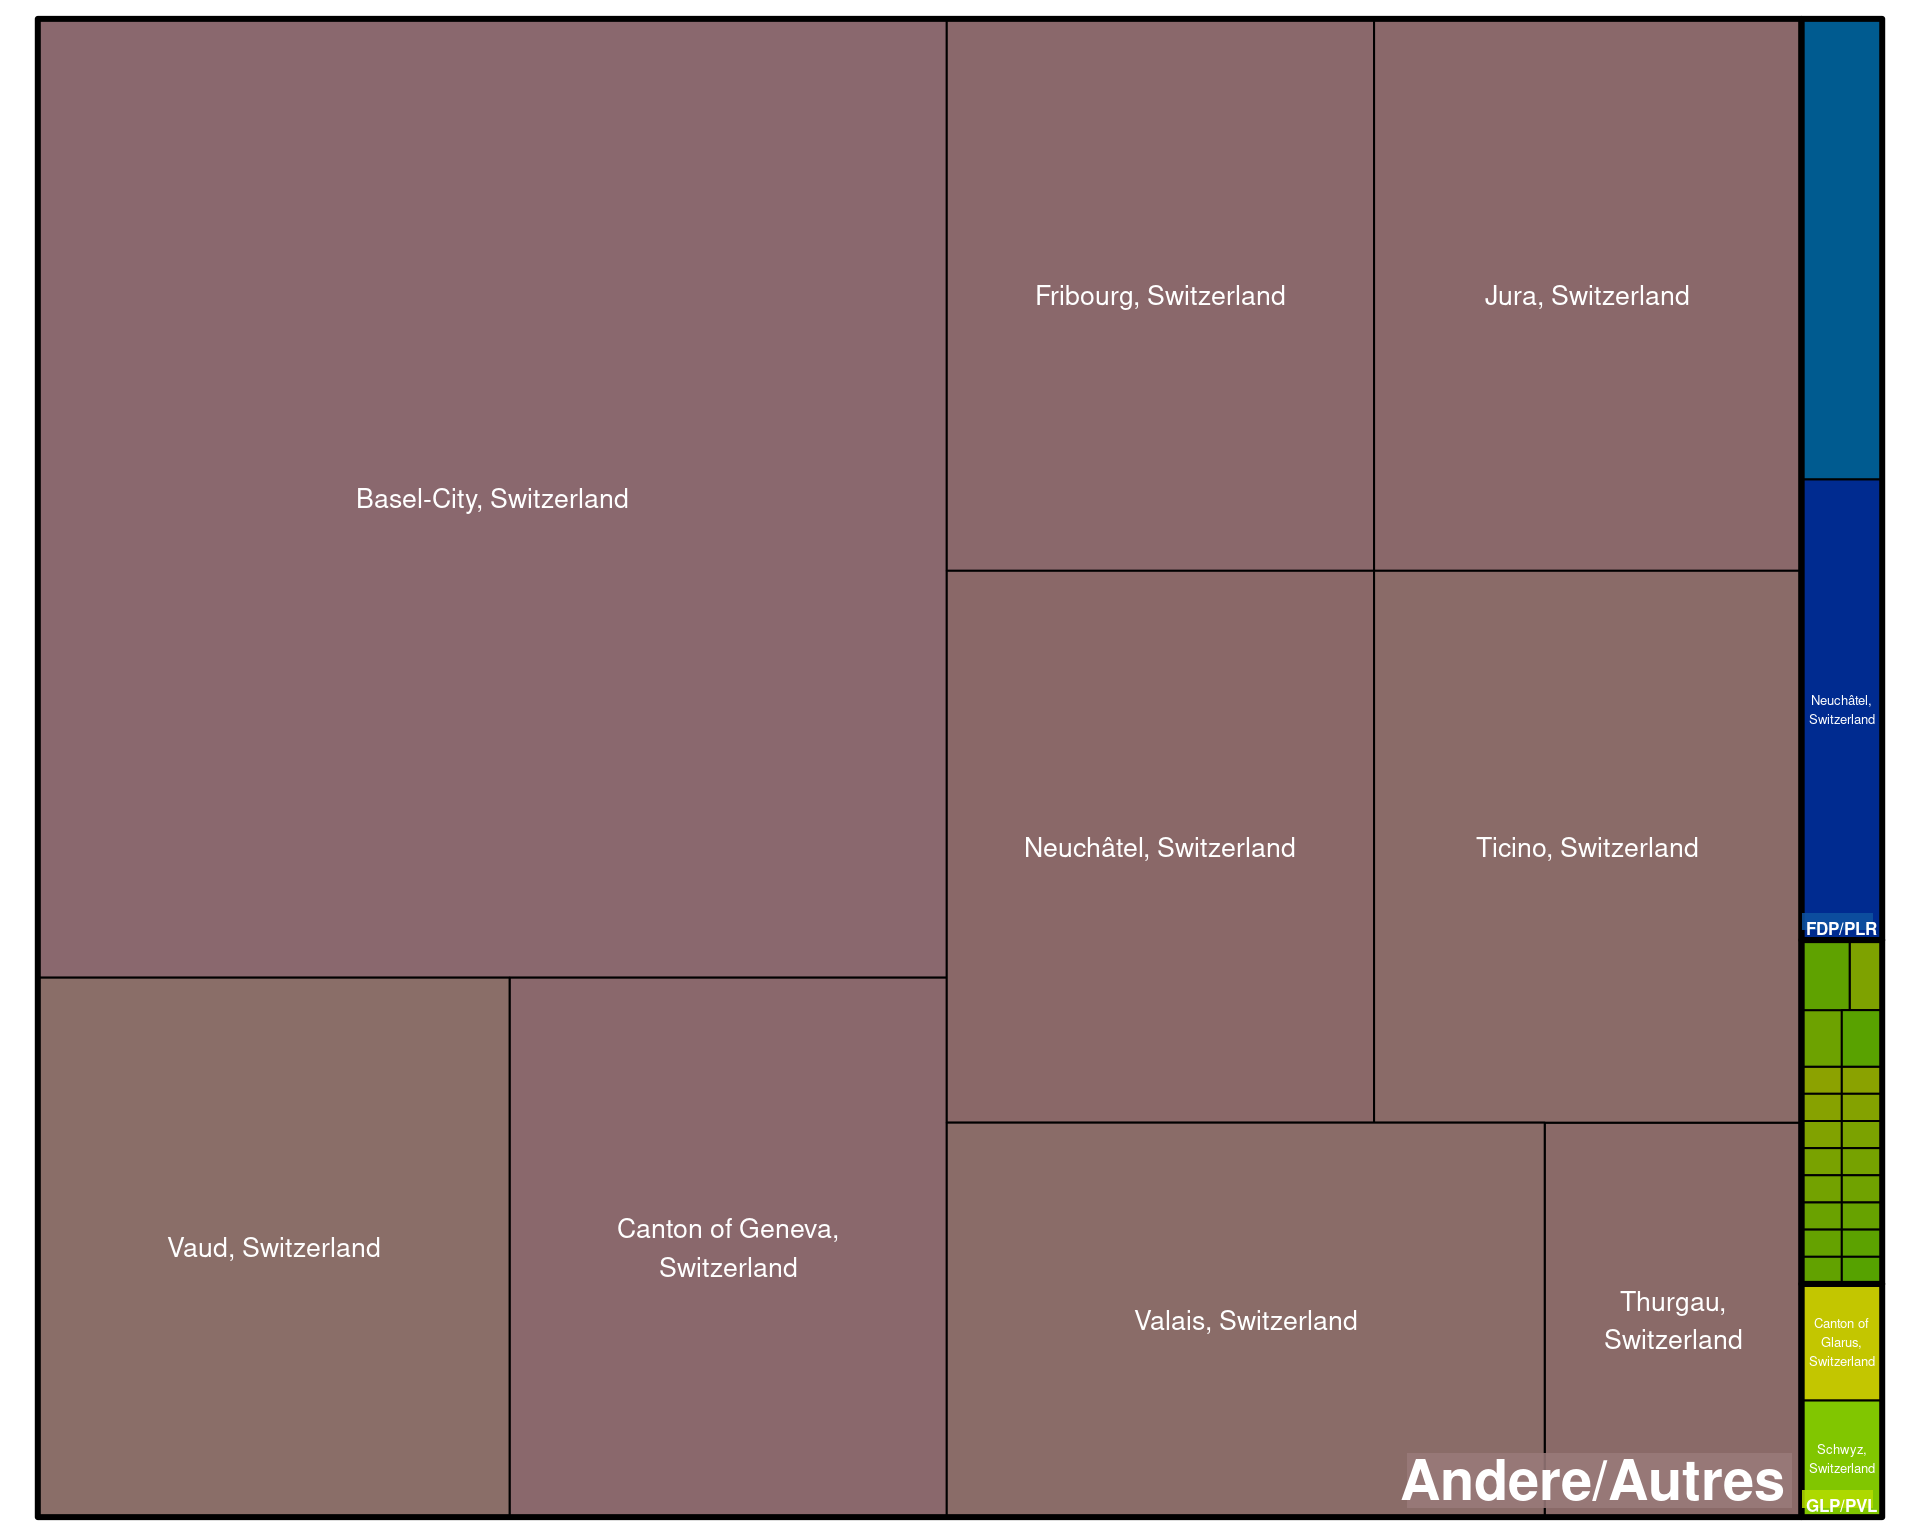 Fribourg, Switzerland
Jura, Switzerland
Basel-City, Switzerland
Neuchâtel,
Switzerland
Neuchâtel, Switzerland
Ticino, Switzerland
FDP/PLR
Vaud, Switzerland
Canton of Geneva,
Switzerland
Valais, Switzerland
Thurgau,
Switzerland
Canton of
Glarus,
Switzerland
Schwyz,
Switzerland
Andere/Autres
GLP/PVL